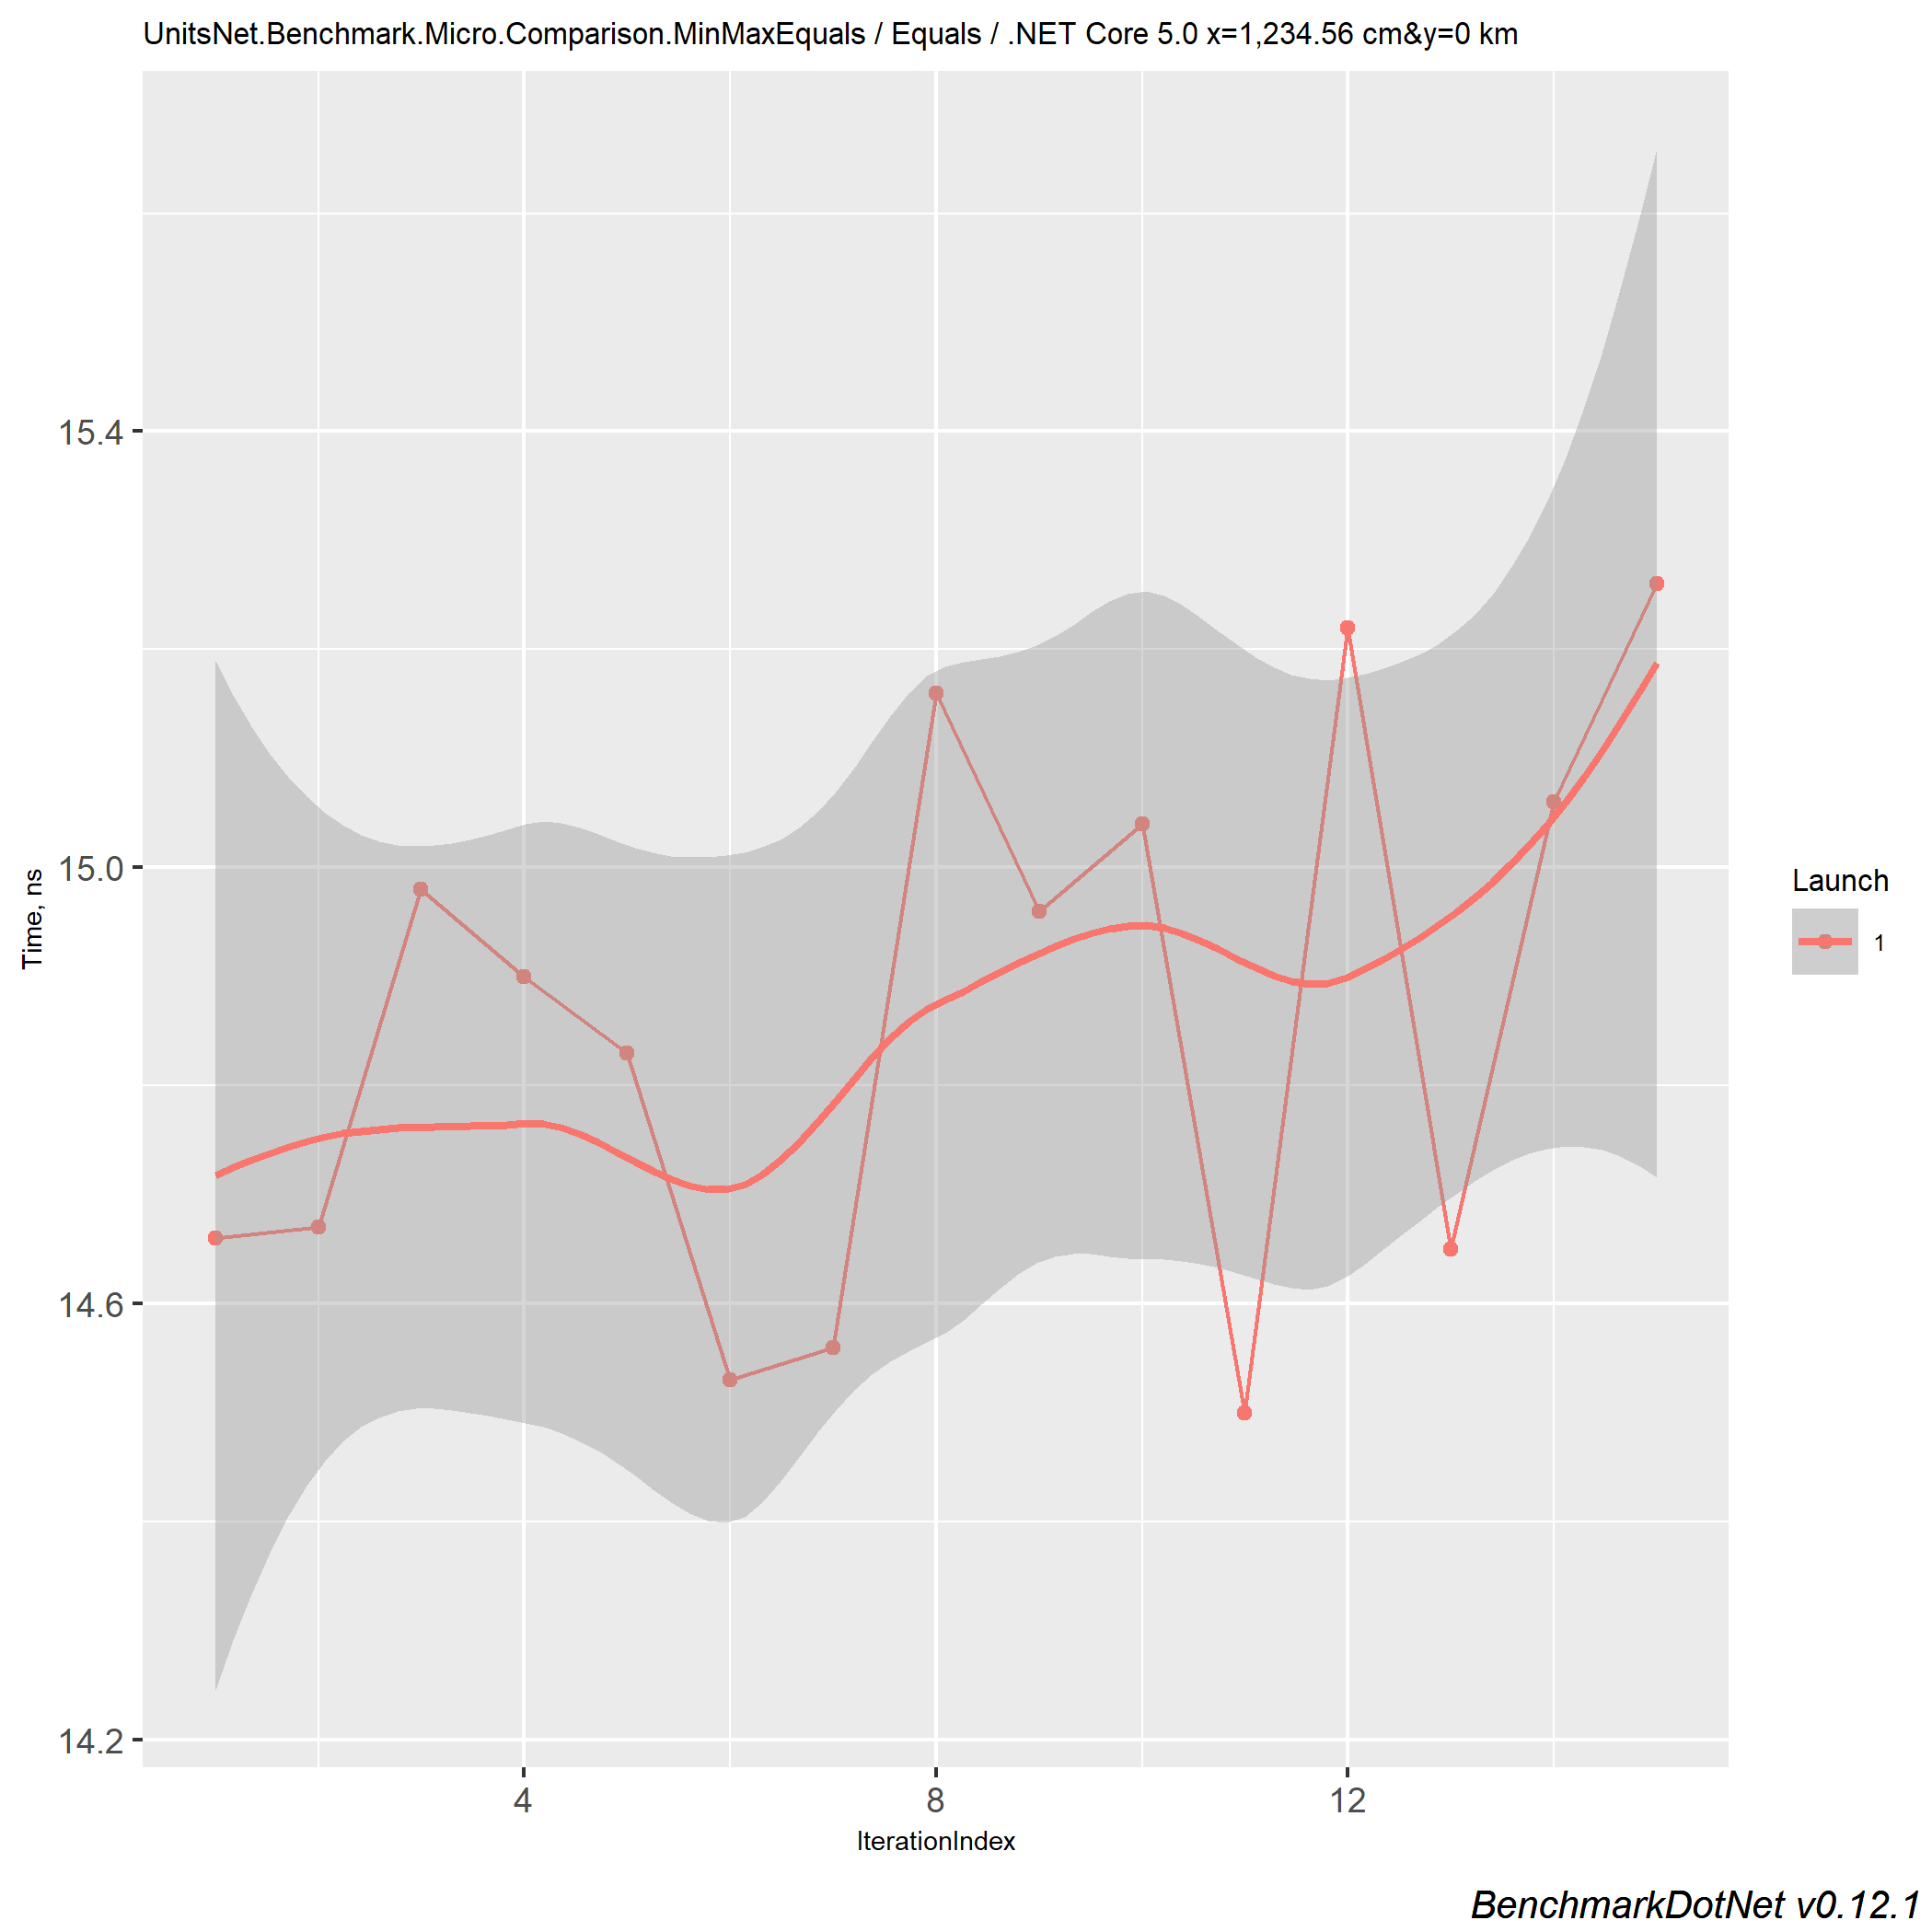 UnitsNet.Benchmark.Micro.Comparison.MinMaxEquals / Equals / .NET Core 5.0 x=1,234.56 cm&y=0 km
15.4
15.0
14.6
14.2
Time, ns
4
8
12
IterationIndex
Launch
1
BenchmarkDotNet v0.12.1